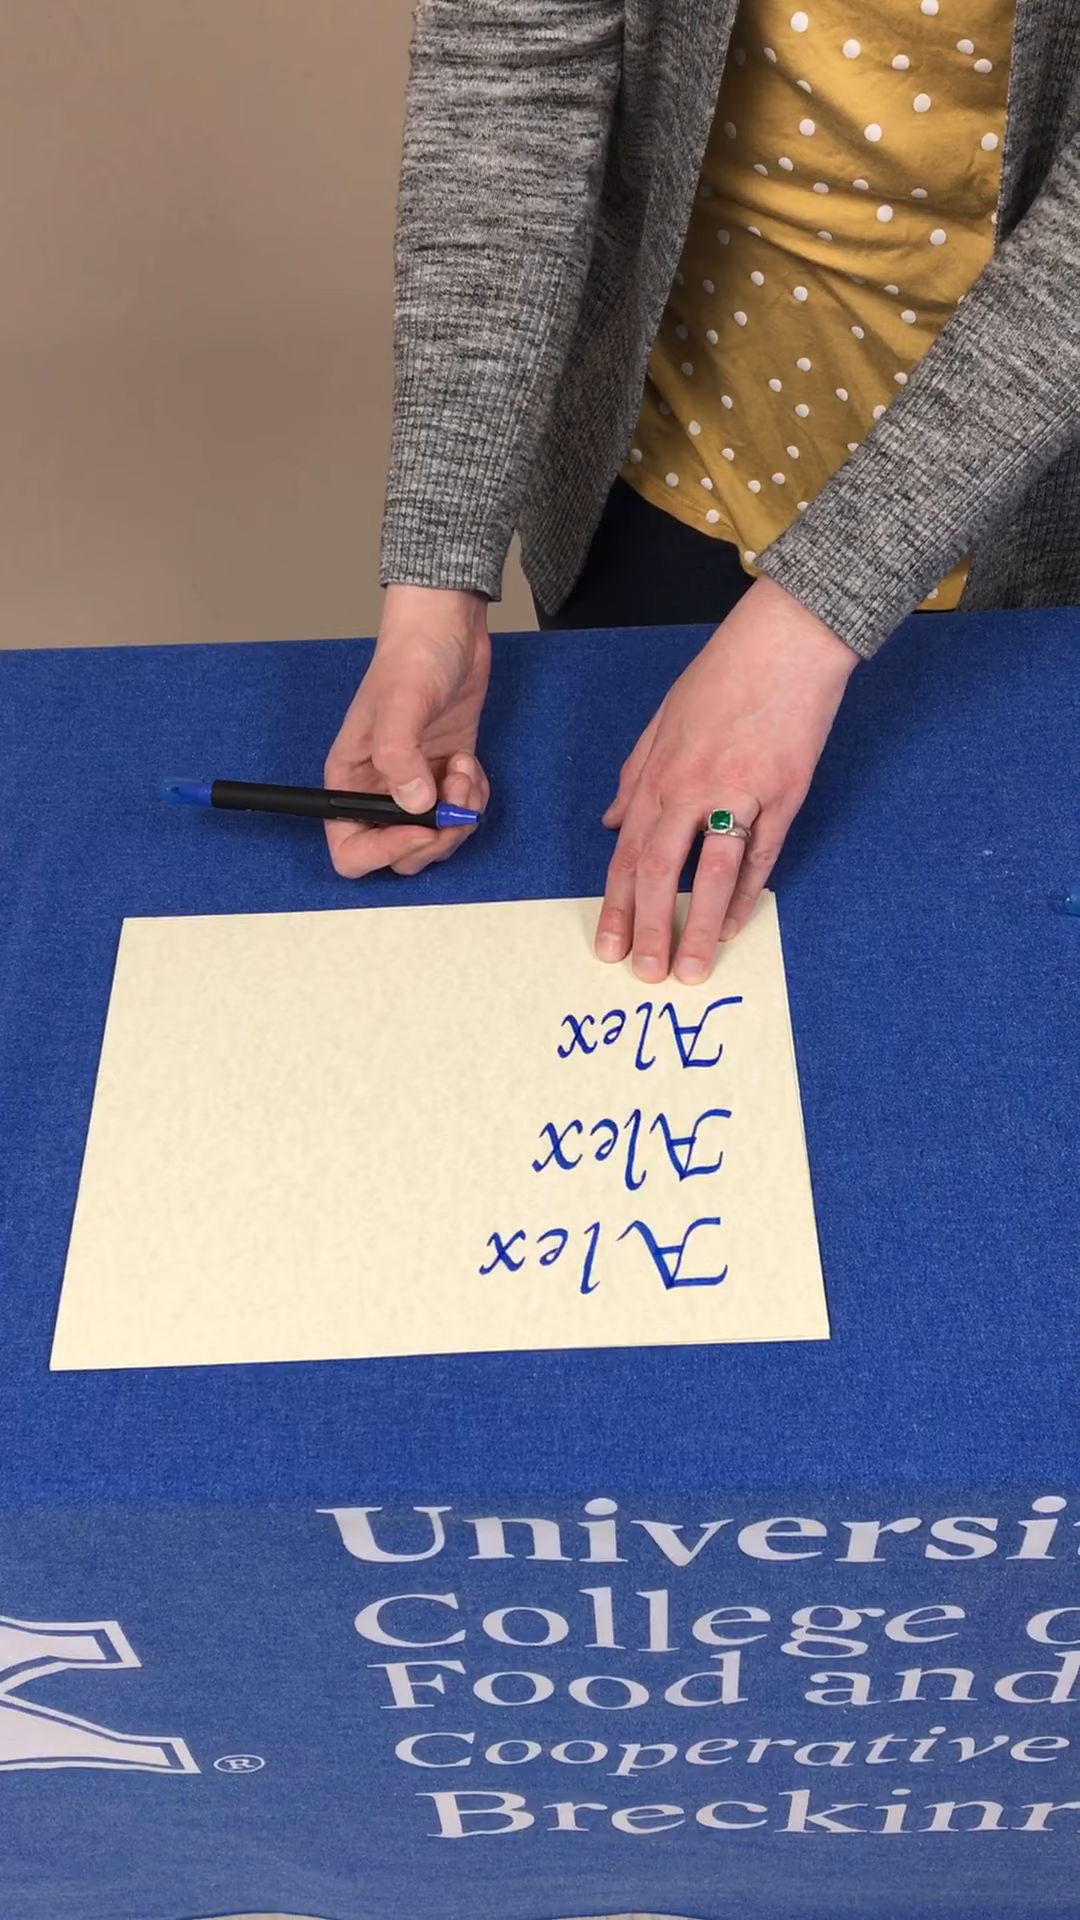 Alex
Alex
Alex
Universi
College o
Food and
Cooperative
Breckinr
®